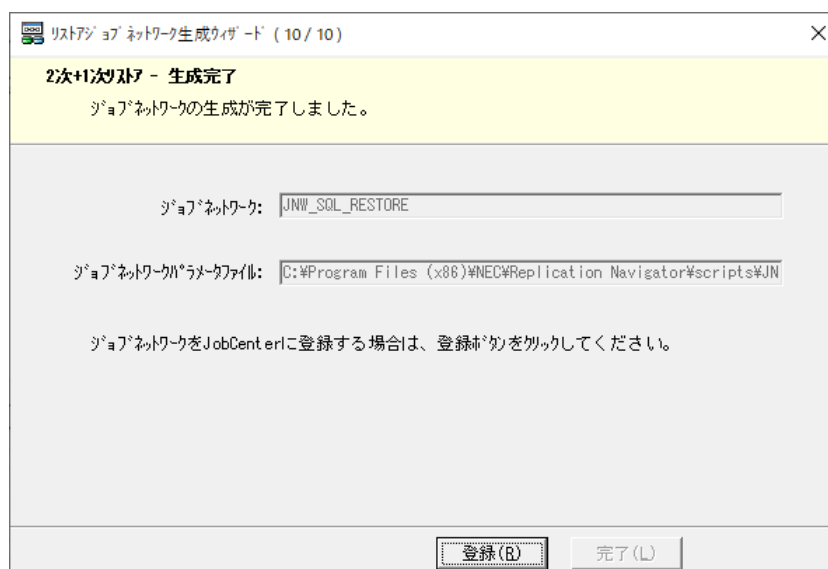 ﾘｽﾄｱｼﾞｮﾌﾞﾈｯﾄﾜｰｸ生成ｳｨｻﾞｰﾄﾞ ( 10 / 10 )
2次+1次ﾘｽﾄｱ - 生成完了
ｼﾞｮﾌﾞﾈｯﾄﾜｰｸの生成が完了しました。
ｼﾞｮﾌﾞﾈｯﾄﾜｰｸ: JNW_SQL_RESTORE
ｼﾞｮﾌﾞﾈｯﾄﾜｰｸﾊﾟﾗﾒｰﾀﾌｧｲﾙ: C:¥Program Files (x86)¥NEC¥Replication Navigator¥scripts¥JN
ｼﾞｮﾌﾞﾈｯﾄﾜｰｸをJobCenterに登録する場合は、登録ﾎﾞﾀﾝをｸﾘｯｸしてください。
登録(R) 完了(L)